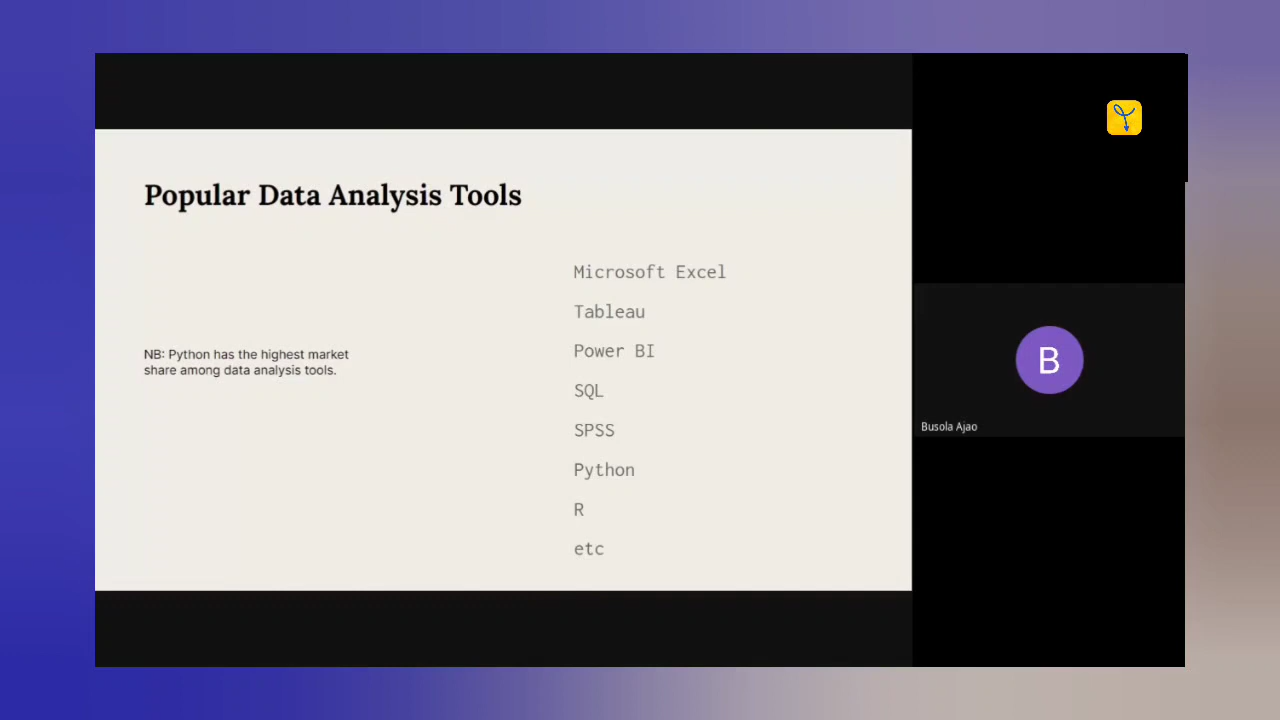 Popular Data Analysis Tools
NB: Python has the highest market
share among data analysis tools.
Microsoft Excel
Tableau
Power BI
SQL
SPSS
Python
R
etc
B
Busola Ajao